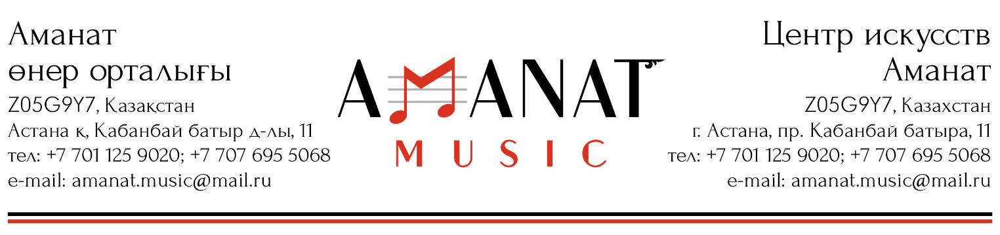 Аманат
өнер орталығы
Z05G9Y7, Қазақстан
Астана қ, Қабанбай батыр д-лы, 11
тел: +7 701 125 9020; +7 707 695 5068
e-mail: amanat.music@mail.ru
AMANAT
MUSIC
Центр искусств
Аманат
Z05G9Y7, Казахстан
г. Астана, пр. Қабанбай батыра, 11
тел: +7 701 125 9020; +7 707 695 5068
e-mail: amanat.music@mail.ru